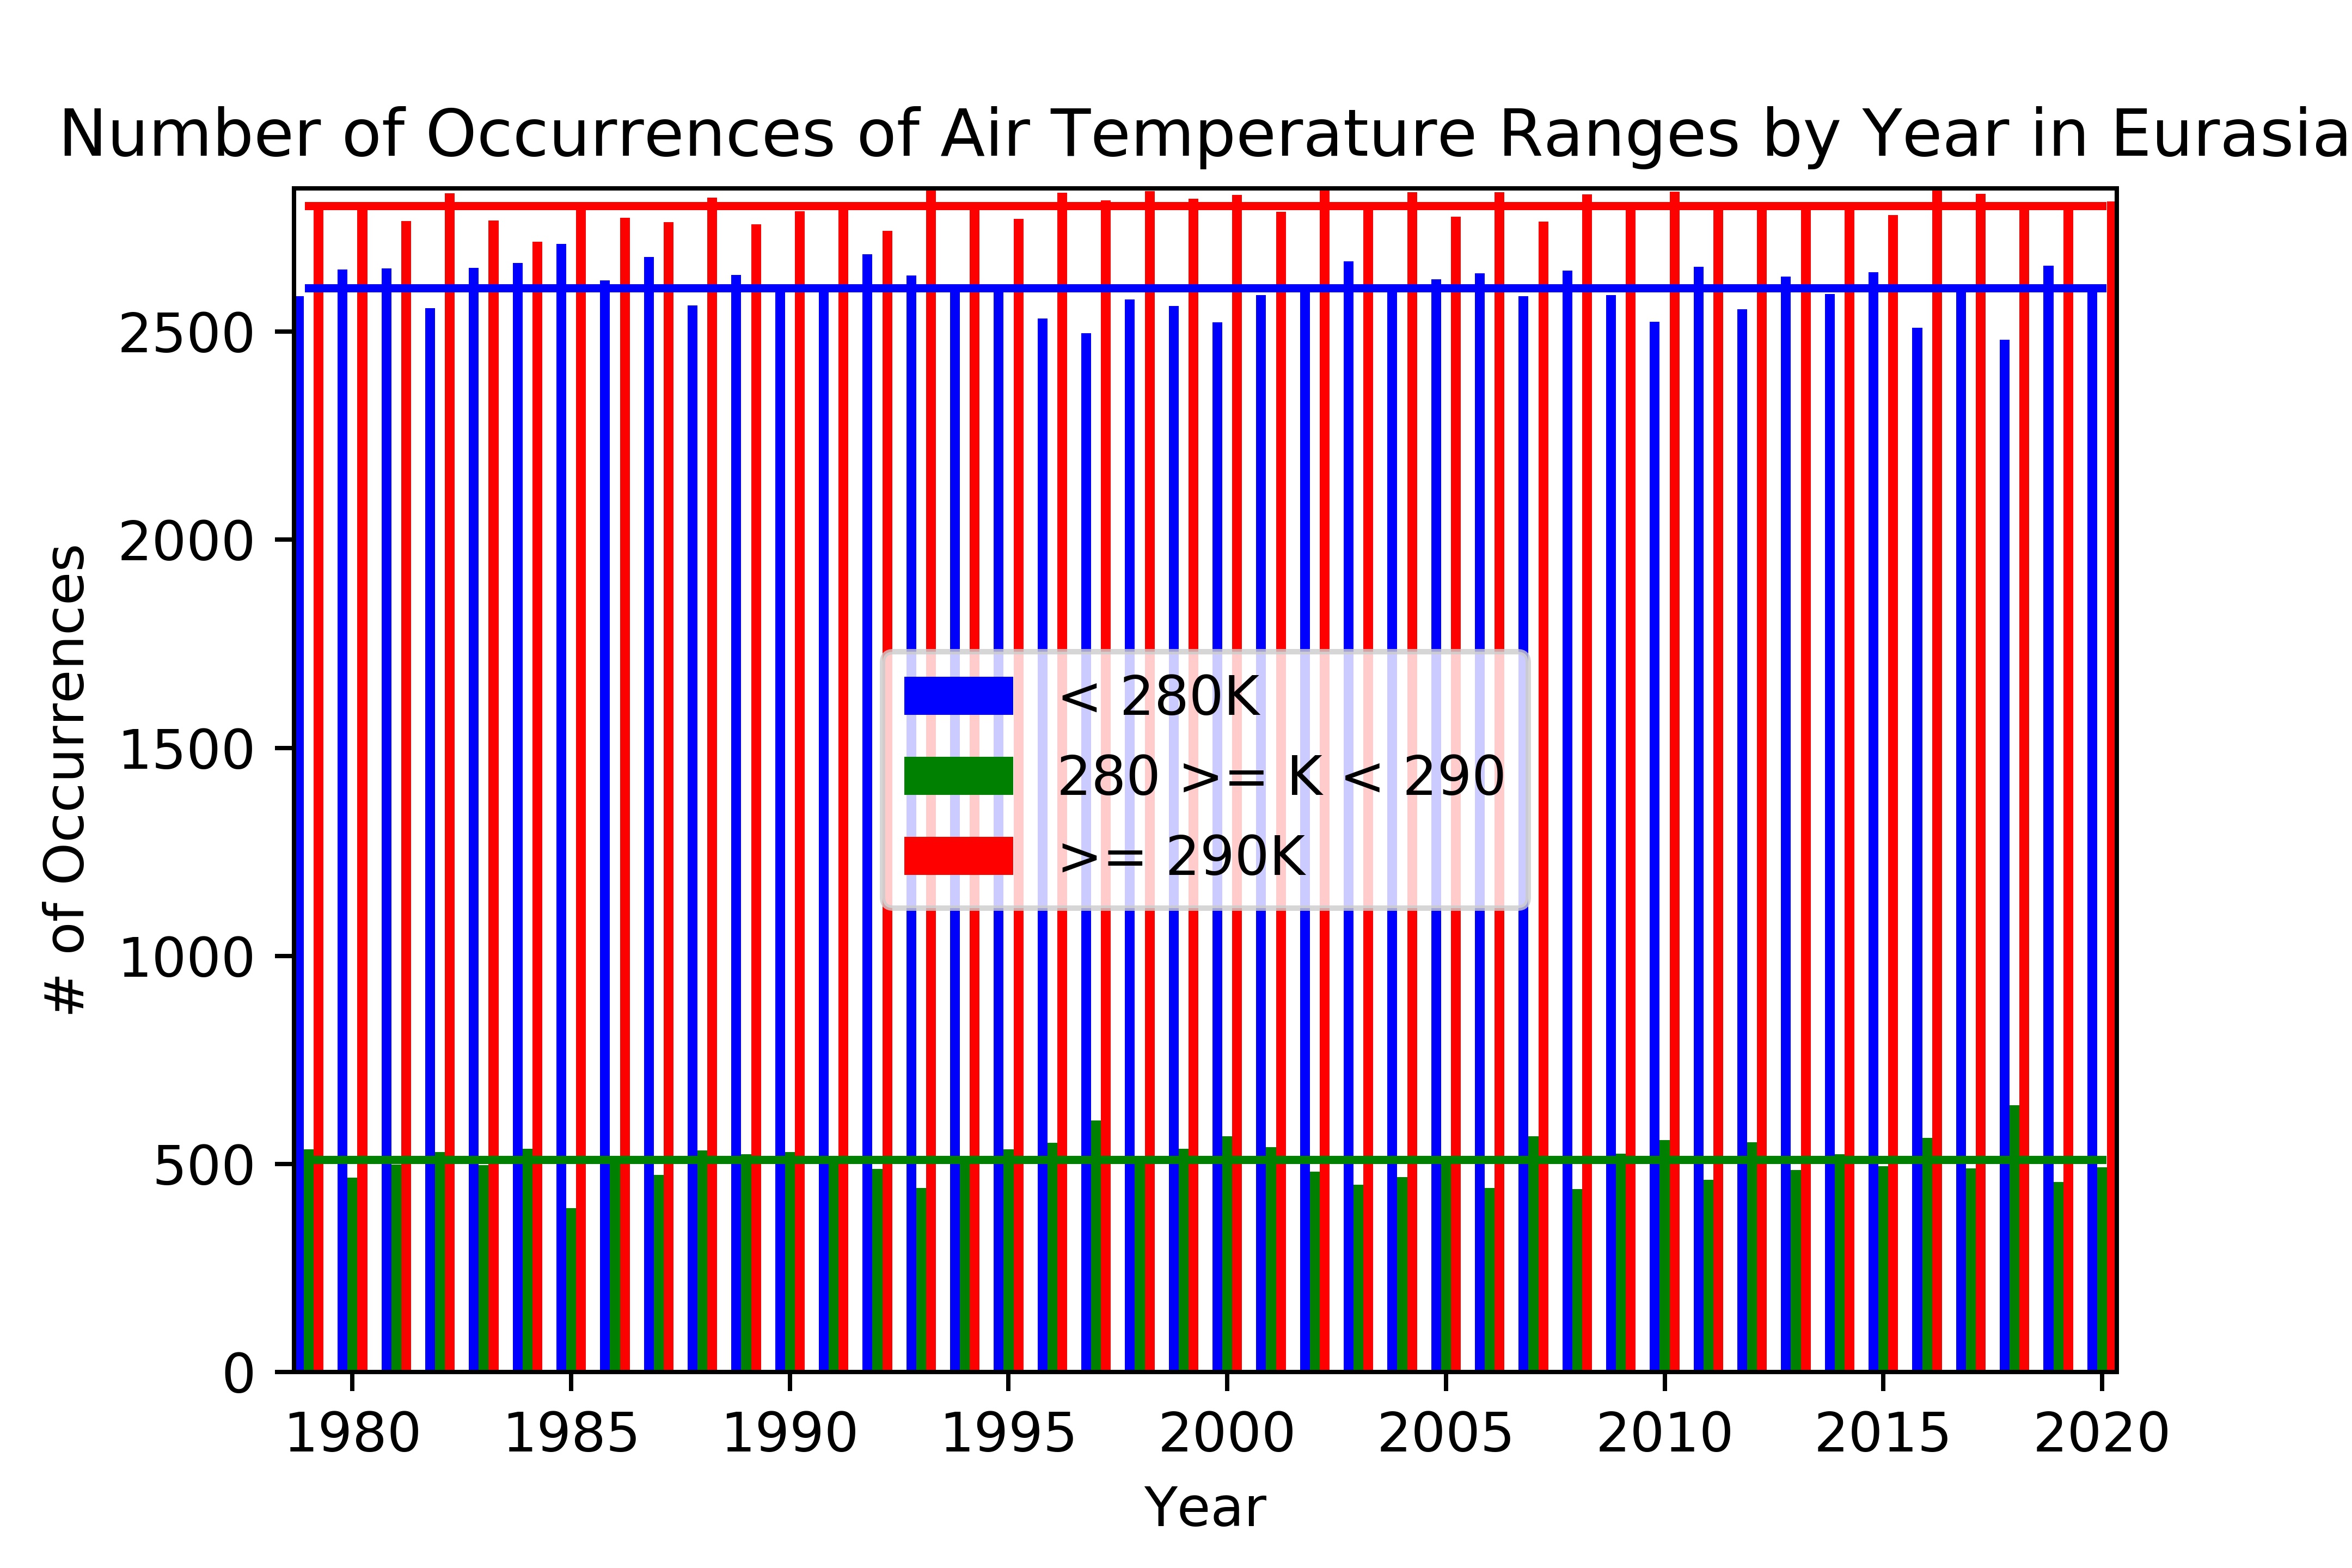 Number of Occurrences of Air Temperature Ranges by Year in Eurasia
# of Occurrences
2500
2000
1500
1000
500
0
< 280K
280 >= K < 290
>= 290K
1980 1985 1990 1995 2000 2005 2010 2015 2020
Year